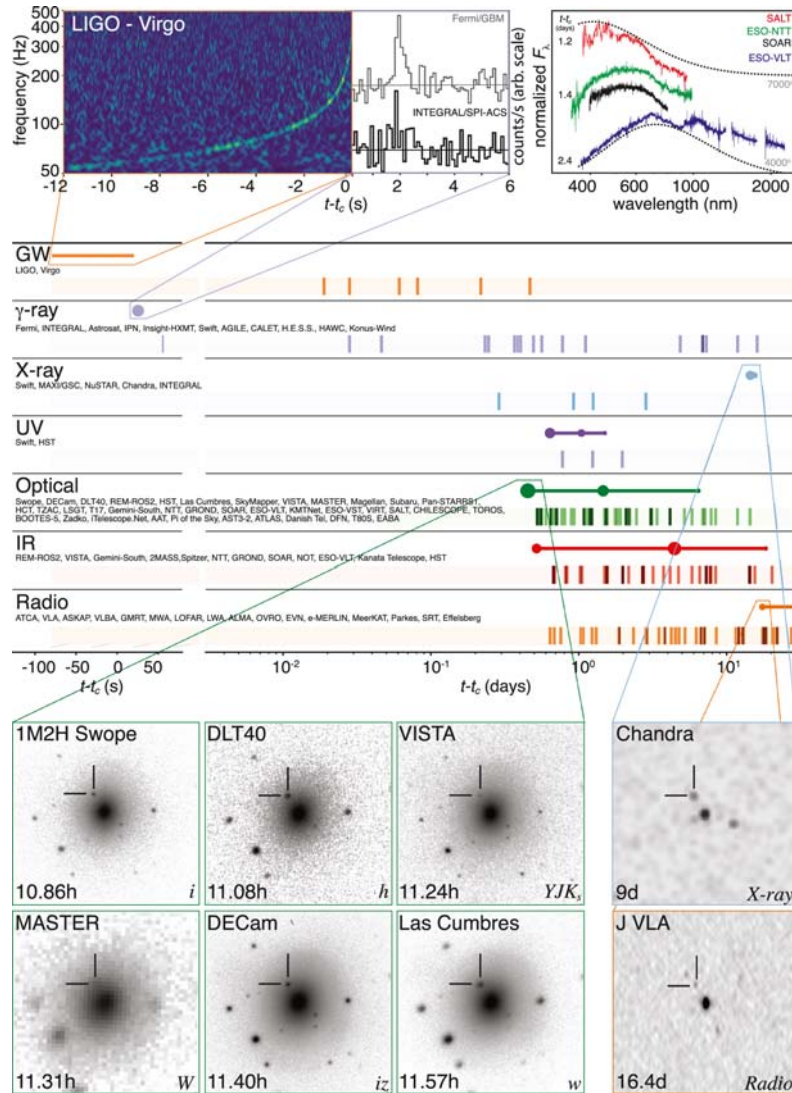 LIGO - Virgo
frequency (Hz)
500
400
300
200
100
50
-12
-10
-8
-6
-4
-2
0
2
4
6
t-tc (s)
Fermi/GBM
INTEGRAL/SPI-ACS
counts/s (arb. scale)
normalized Fλ
t-tc
(days)
1.2
1.4
2.4
SALT
ESO-NTT
SOAR
ESO-VLT
7000°
4000°
400
600
1000
2000
wavelength (nm)
GW
LIGO, Virgo
γ-ray
Fermi, INTEGRAL, Astrosat, IPN, Insight-HXMT, Swift, AGILE, CALET, H.E.S.S., HAWC, Konus-Wind
X-ray
Swift, MAXI/GSC, NuSTAR, Chandra, INTEGRAL
UV
Swift, HST
Optical
Swope, DECam, DLT40, REM-ROS2, HST, Las Cumbres, SkyMapper, VISTA, MASTER, Magellan, Subaru, Pan-STARRS1,
HCT, TZAC, LSGT, T17, Gemini-South, NTT, GROND, SOAR, ESO-VLT, KMTNet, ESO-VST, VIRT, SALT, CHILESCOPE, TOROS,
BOOTES-5, Zadko, iTelescope.Net, AAT, Pi of the Sky, AST3-2, ATLAS, Danish Tel, DFN, T80S, EABA
IR
REM-ROS2, VISTA, Gemini-South, 2MASS,Spitzer, NTT, GROND, SOAR, NOT, ESO-VLT, Kanata Telescope, HST
Radio
ATCA, VLA, ASKAP, VLBA, GMRT, MWA, LOFAR, LWA, ALMA, OVRO, EVN, e-MERLIN, MeerKAT, Parkes, SRT, Effelsberg
-100 -50 0 50
t-tc (s)
10⁻² 10⁻¹ 10⁰ 10¹
t-tc (days)
1M2H Swope
10.86h
i
DLT40
11.08h
h
VISTA
11.24h
YJKs
Chandra
9d
X-ray
MASTER
11.31h
W
DECam
11.40h
iz
Las Cumbres
11.57h
w
J VLA
16.4d
Radio